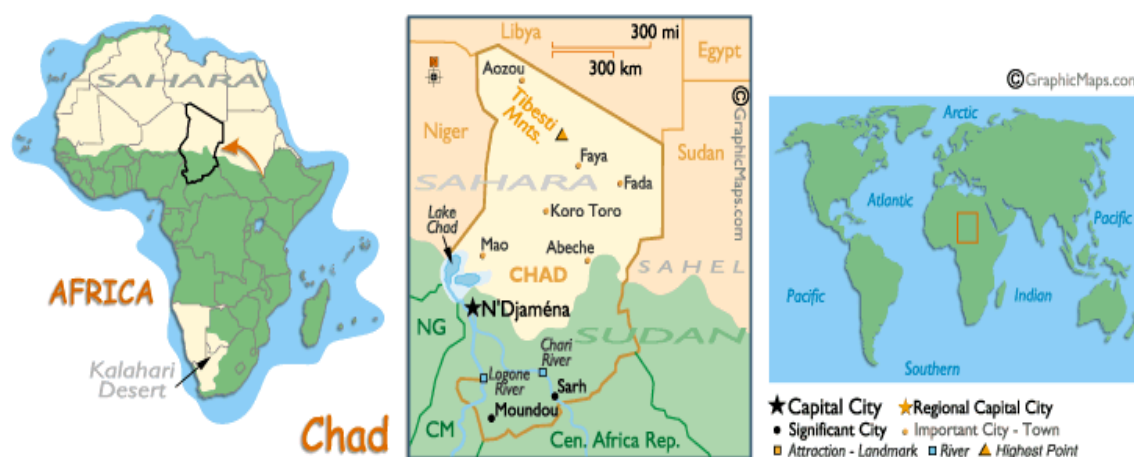 SAHARA
AFRICA
Kalahari
Desert
Chad
Libya
300 mi
300 km
Egypt
Aozou
Tibesti
Mnts.
Niger
Faya
Sudan
SAHARA
Fada
Lake
Chad
Koro Toro
Mao
Abeche
CHAD
SAHEL
N'Djaména
NG
SUDAN
Chari
River
Logone
River
Sarh
Moundou
CM
Cen. Africa Rep.
©GraphicMaps.com
©GraphicMaps.com
Arctic
Atlantic
Pacific
Pacific
Indian
Southern
Capital City
Regional Capital City
Significant City
Important City - Town
Attraction - Landmark
River
Highest Point